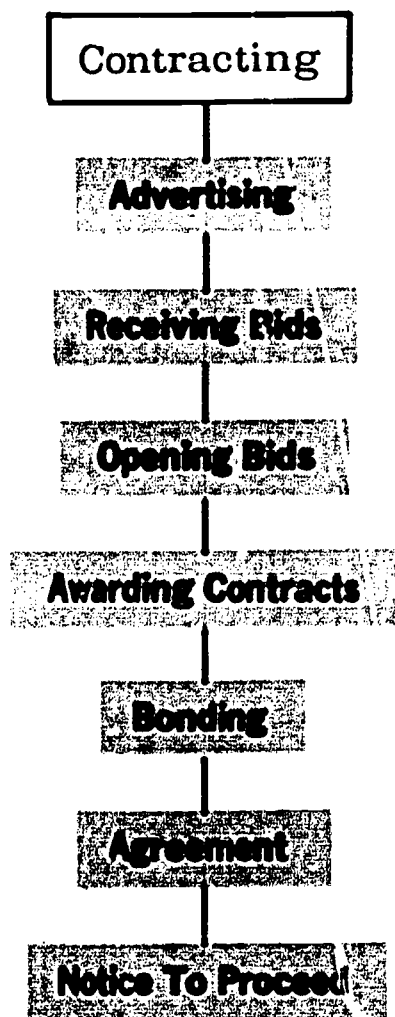 Contracting
Advertising
Receiving Bids
Opening Bids
Awarding Contracts
Bonding
Agreement
Notice To Proceed